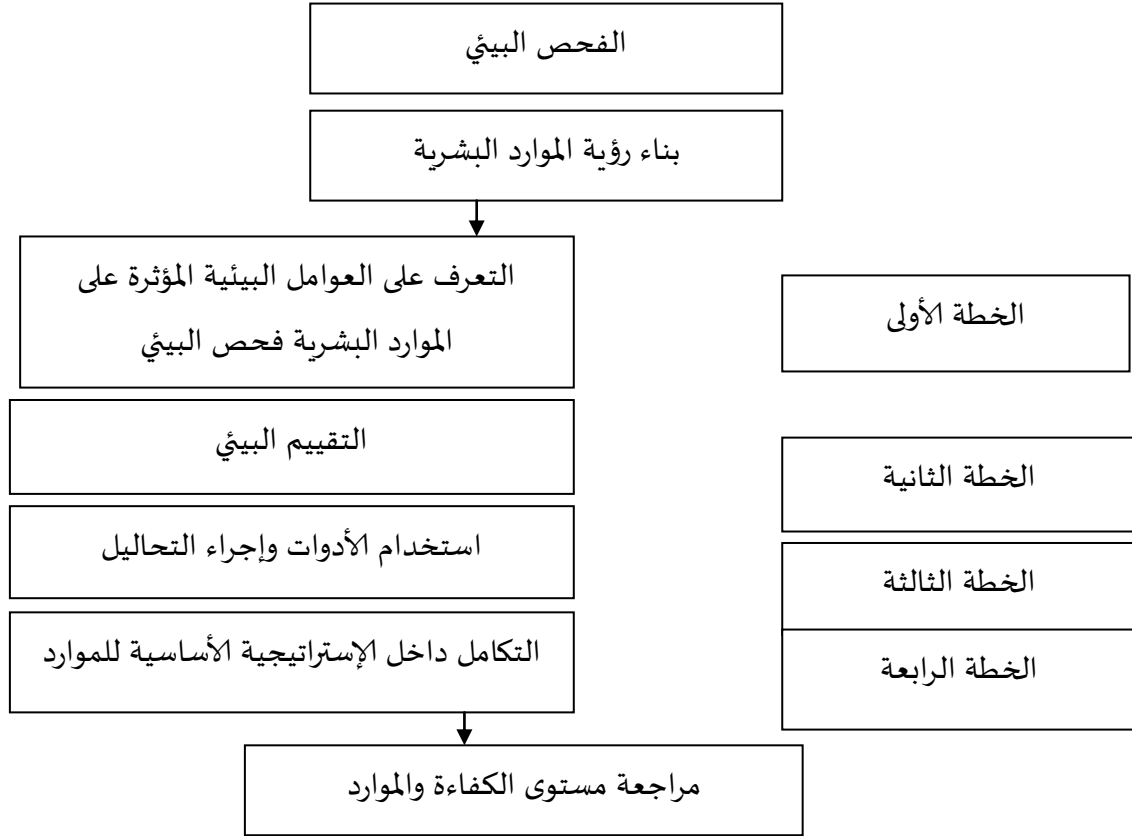 الفحص البيئي
بناء رؤية الموارد البشرية
التعرف على العوامل البيئية المؤثرة على
الموارد البشرية فحص البيئي
الخطة الأولى
التقييم البيئي
الخطة الثانية
استخدام الأدوات وإجراء التحاليل
الخطة الثالثة
التكامل داخل الإستراتيجية الأساسية للموارد
الخطة الرابعة
مراجعة مستوى الكفاءة والموارد